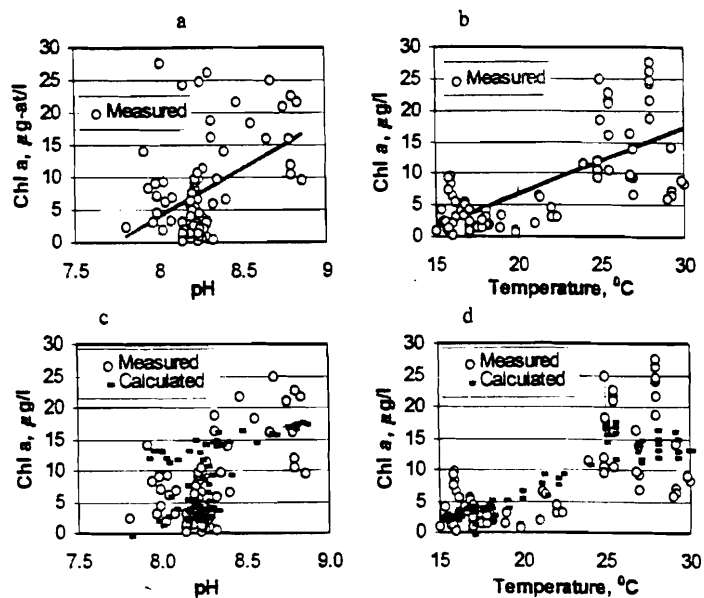 a
b
30
25
20
15
10
5
0
Chl a, µg-at/l
Measured
7.5 8 8.5 9
pH
30
25
20
15
10
5
0
Chl a, µg/l
Measured
15 20 25 30
Temperature, ⁰C
c
d
30
25
20
15
10
5
0
Chl a, µg/l
Measured
Calculated
7.5 8.0 8.5 9.0
pH
30
25
20
15
10
5
0
Chl a, µg/l
Measured
Calculated
15 20 25 30
Temperature, ⁰C